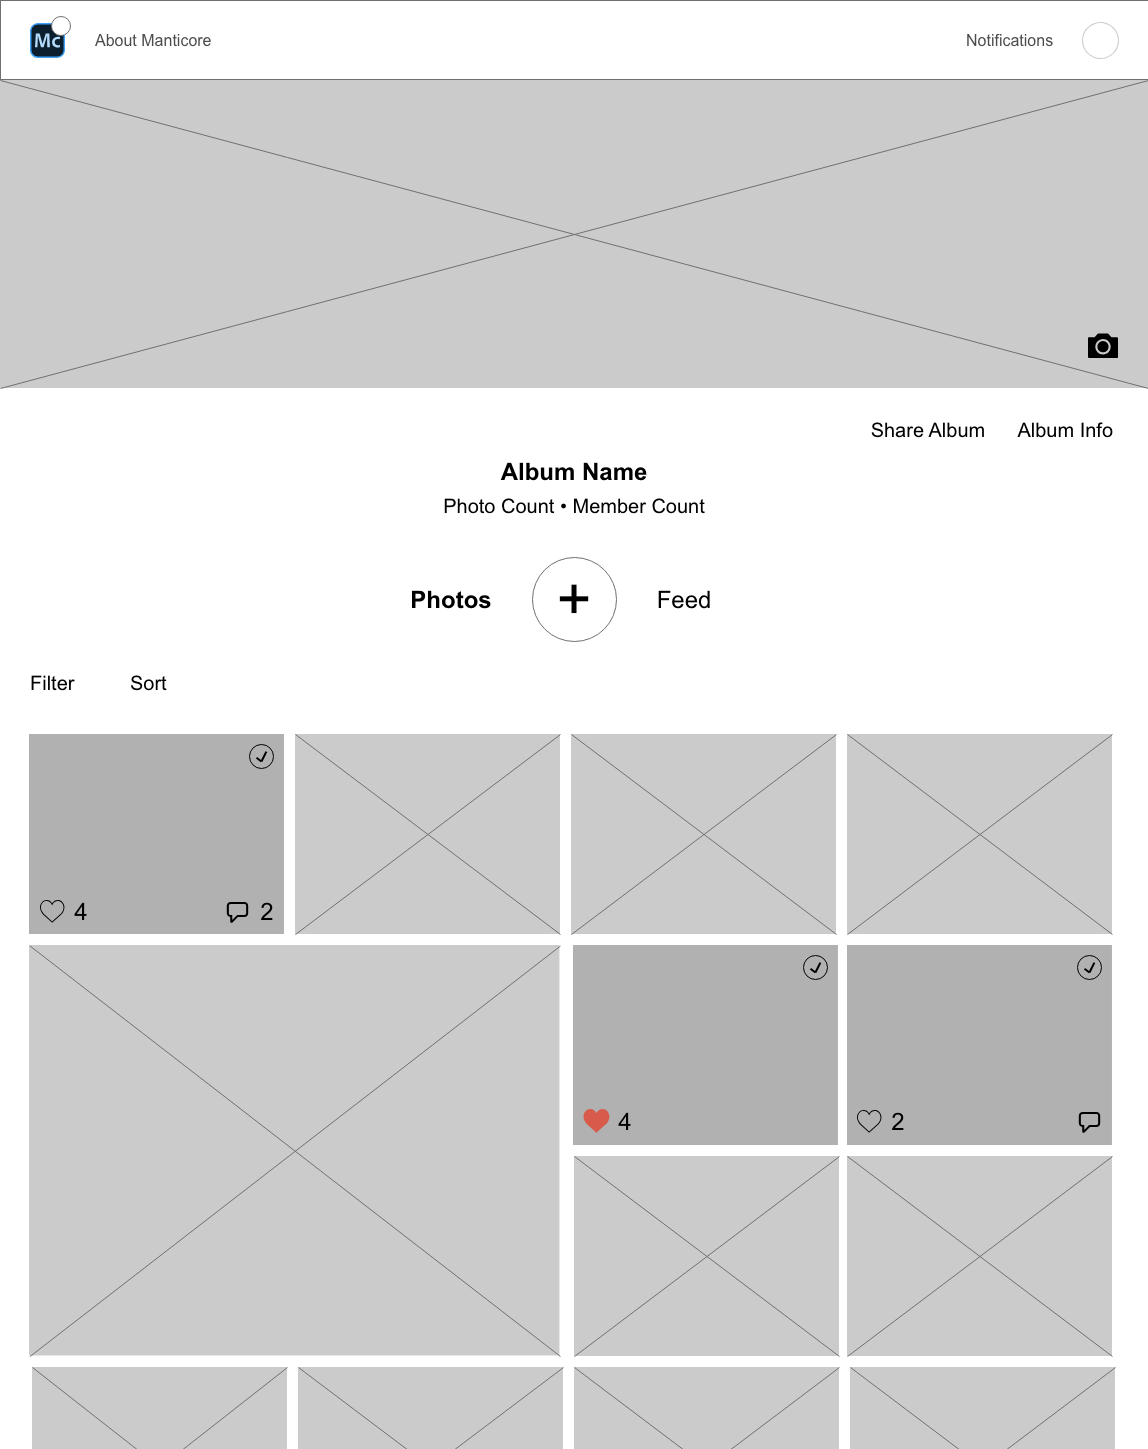 Mc About Manticore Notifications
Share Album Album Info
Album Name
Photo Count • Member Count
Photos + Feed
Filter Sort
4 2
4 2